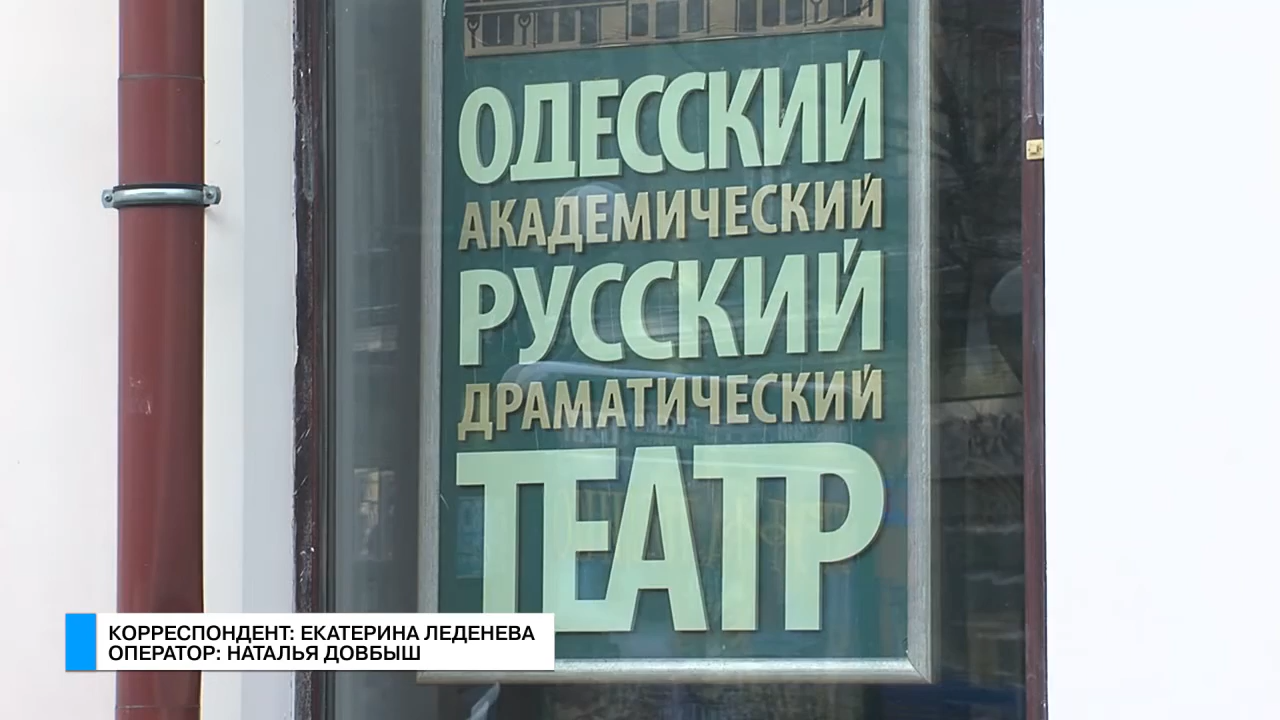 ОДЕССКИЙ
АКАДЕМИЧЕСКИЙ
РУССКИЙ
ДРАМАТИЧЕСКИЙ
ТЕАТР
КОРРЕСПОНДЕНТ: ЕКАТЕРИНА ЛЕДЕНЕВА
ОПЕРАТОР: НАТАЛЬЯ ДОВБЫШ